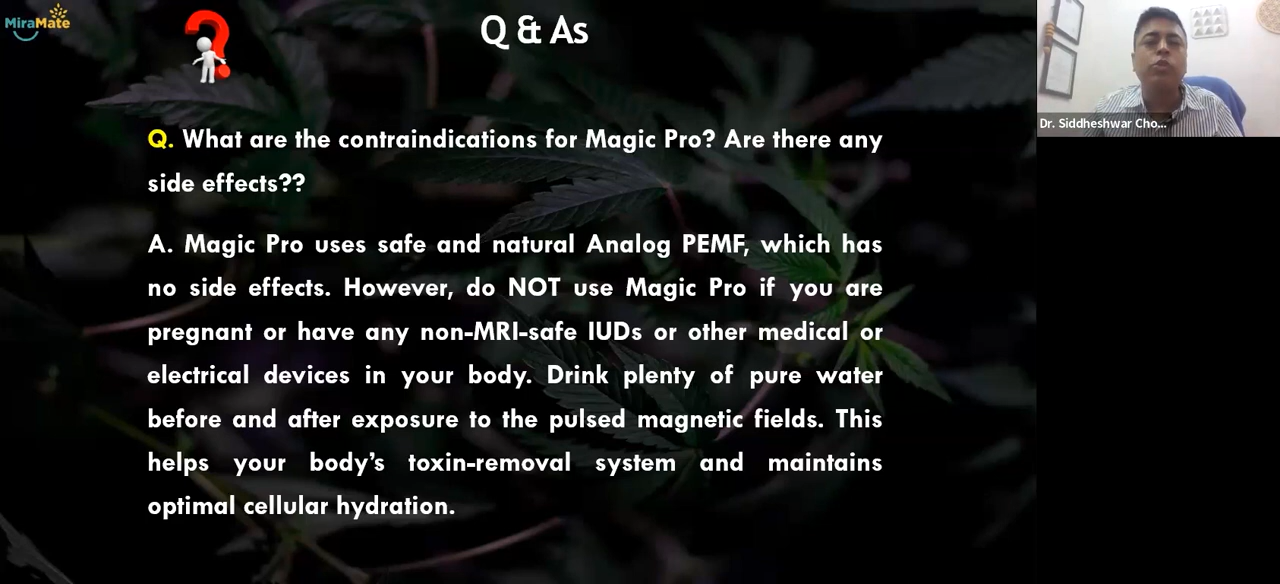 MiraMate
Q & As
Q. What are the contraindications for Magic Pro? Are there any
side effects??
A. Magic Pro uses safe and natural Analog PEMF, which has
no side effects. However, do NOT use Magic Pro if you are
pregnant or have any non-MRI-safe IUDs or other medical or
electrical devices in your body. Drink plenty of pure water
before and after exposure to the pulsed magnetic fields. This
helps your body’s toxin-removal system and maintains
optimal cellular hydration.
Dr. Siddheshwar Cho...